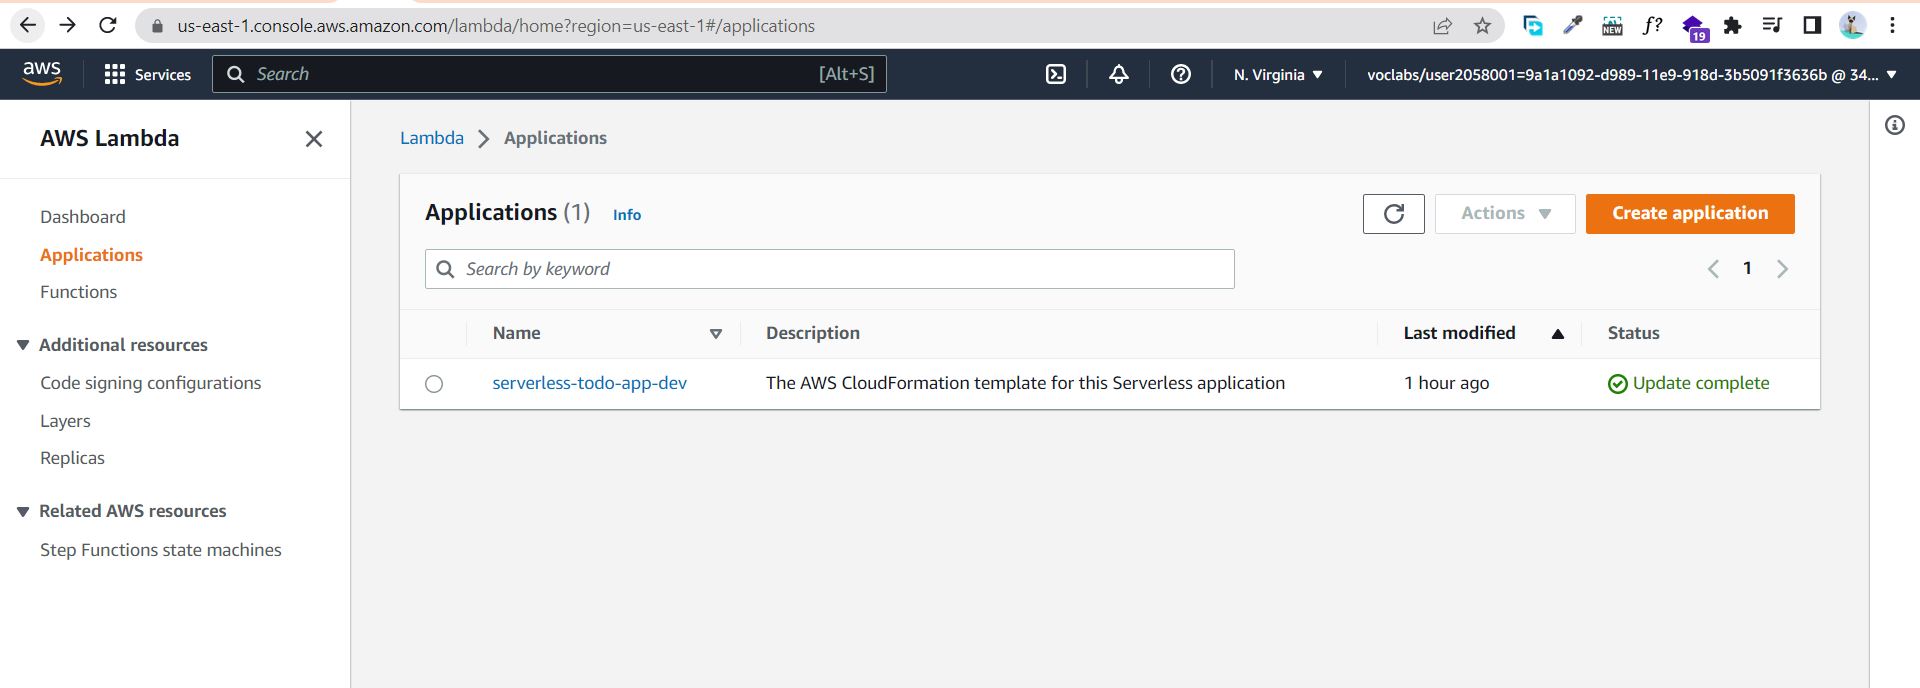 us-east-1.console.aws.amazon.com/lambda/home?region=us-east-1#/applications
NEW
f?
19
aws
Services
Search
[Alt+S]
N. Virginia
voclabs/user2058001=9a1a1092-d989-11e9-918d-3b5091f3636b @ 34...
AWS Lambda
Dashboard
Applications
Functions
Additional resources
Code signing configurations
Layers
Replicas
Related AWS resources
Step Functions state machines
Lambda > Applications
Applications (1) Info
Actions
Create application
Search by keyword
1
Name Description Last modified Status
serverless-todo-app-dev The AWS CloudFormation template for this Serverless application 1 hour ago Update complete